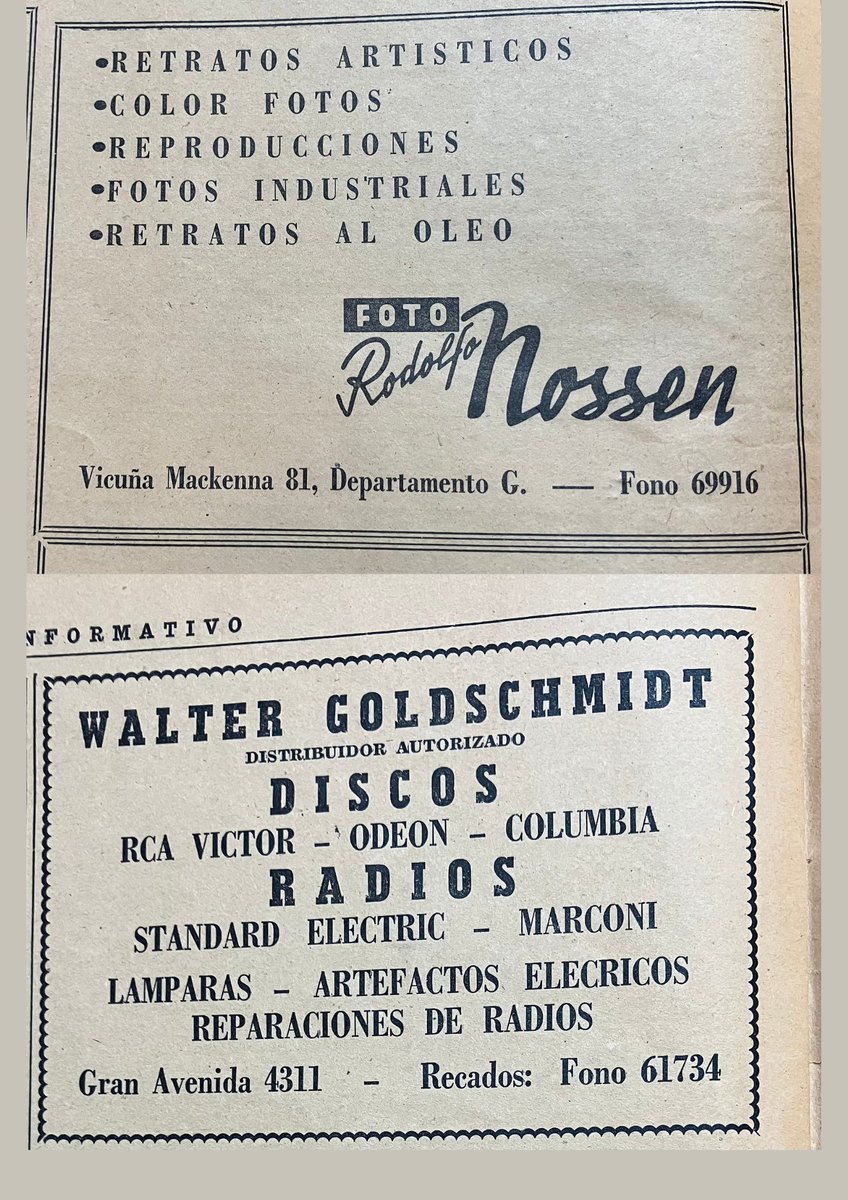 •RETRATOS ARTISTICOS
•COLOR FOTOS
•REPRODUCCIONES
•FOTOS INDUSTRIALES
•RETRATOS AL OLEO
FOTO
Rodolfo Nossen
Vicuña Mackenna 81, Departamento G. — Fono 69916
NFORMATIVO
WALTER GOLDSCHMIDT
DISTRIBUIDOR AUTORIZADO
DISCOS
RCA VICTOR – ODEON – COLUMBIA
RADIOS
STANDARD ELECTRIC – MARCONI
LAMPARAS – ARTEFACTOS ELECRICOS
REPARACIONES DE RADIOS
Gran Avenida 4311 – Recados: Fono 61734